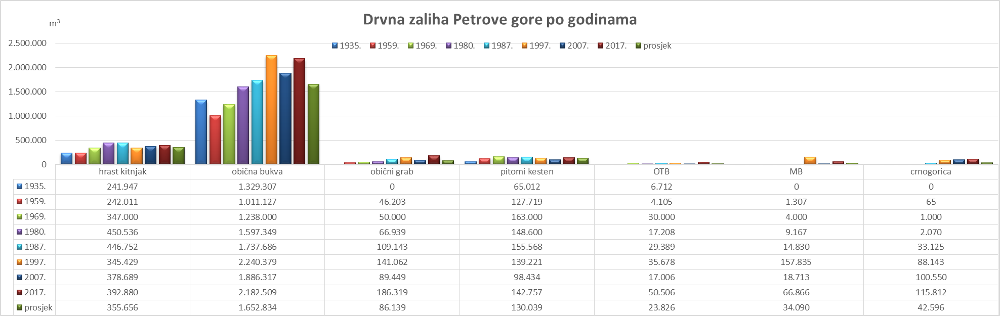 Drvna zaliha Petrove gore po godinama
m³
1935. 1959. 1969. 1980. 1987. 1997. 2007. 2017. prosjek
2.500.000
2.000.000
1.500.000
1.000.000
500.000
0
hrast kitnjak obična bukva obični grab pitomi kesten OTB MB crnogorica
1935. 241.947 1.329.307 0 65.012 6.712 0 0
1959. 242.011 1.011.127 46.203 127.719 4.105 1.307 65
1969. 347.000 1.238.000 50.000 163.000 30.000 4.000 1.000
1980. 450.536 1.597.349 66.939 148.600 17.208 9.167 2.070
1987. 446.752 1.737.686 109.143 155.568 29.389 14.830 33.125
1997. 345.429 2.240.379 141.062 139.221 35.678 157.835 88.143
2007. 378.689 1.886.317 89.449 98.434 17.006 18.713 100.550
2017. 392.880 2.182.509 186.319 142.757 50.506 66.866 115.812
prosjek 355.656 1.652.834 86.139 130.039 23.826 34.090 42.596